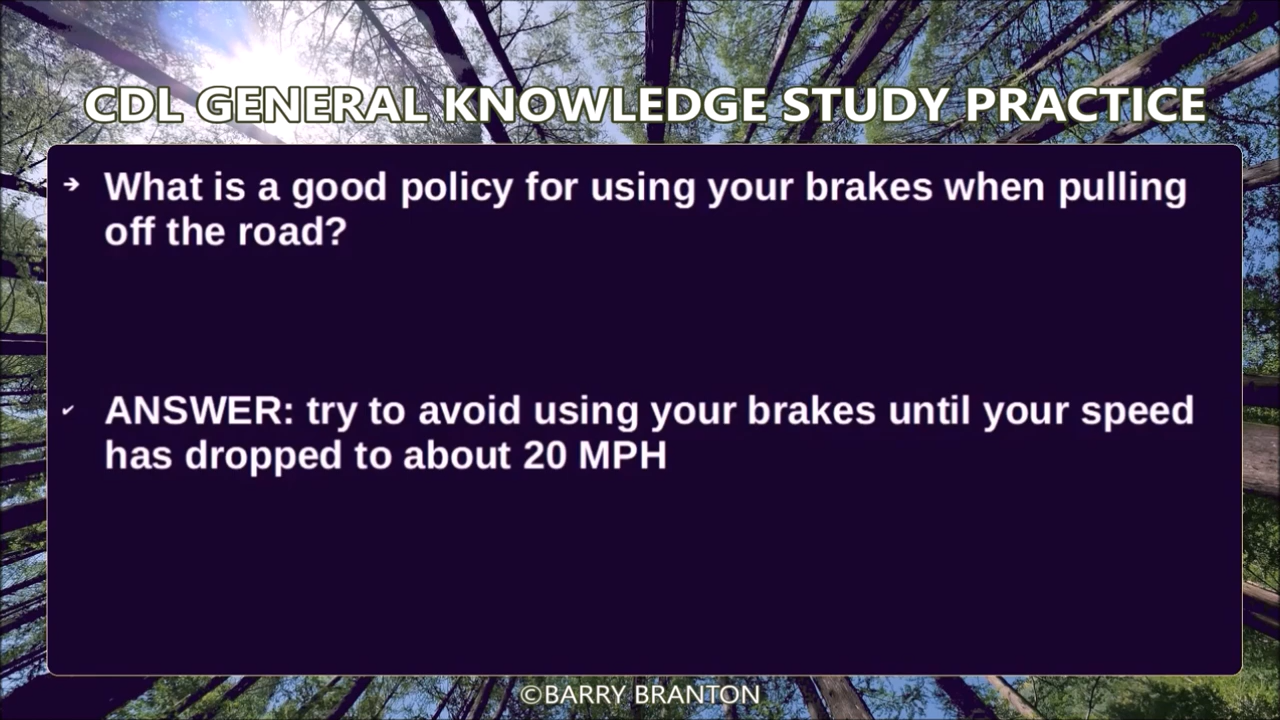 CDL GENERAL KNOWLEDGE STUDY PRACTICE
➔ What is a good policy for using your brakes when pulling
off the road?
✔ ANSWER: try to avoid using your brakes until your speed
has dropped to about 20 MPH
©BARRY BRANTON